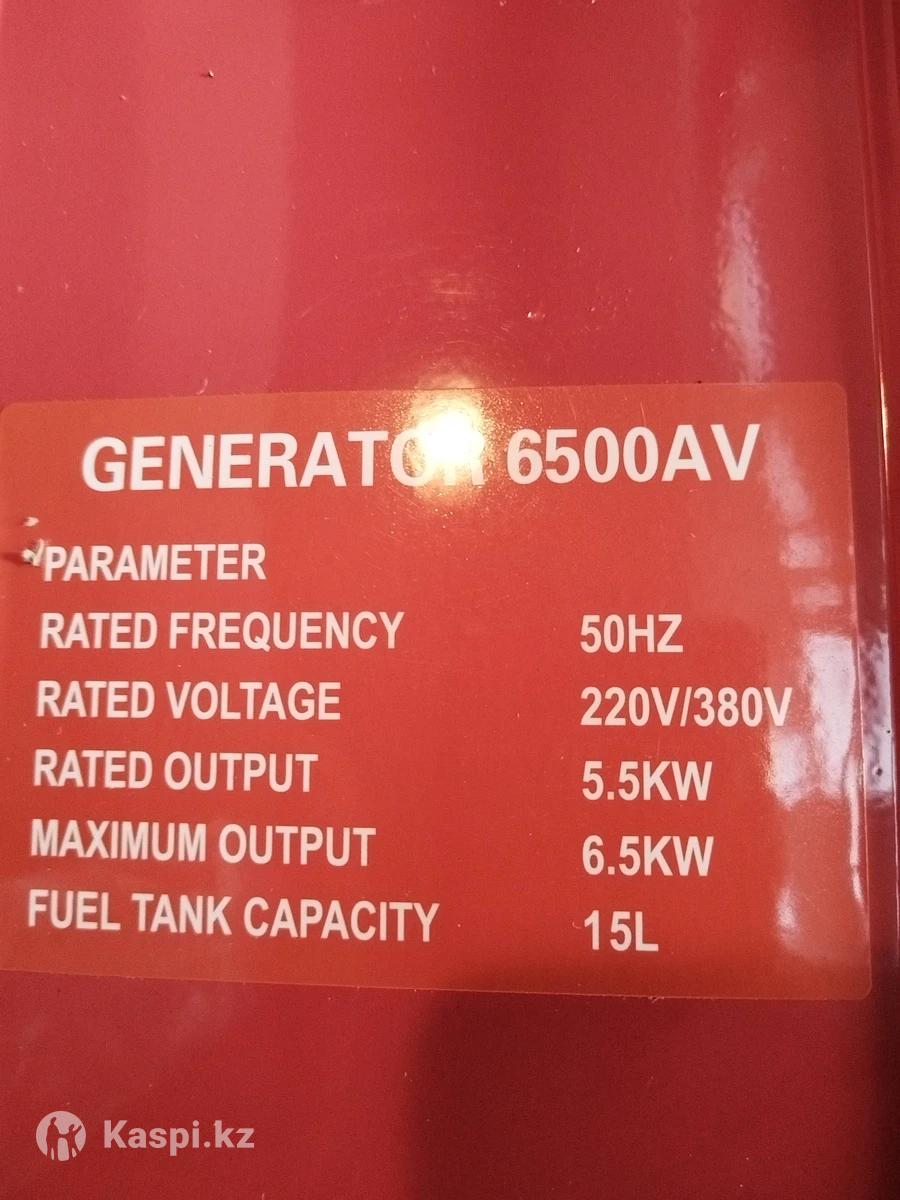 GENERATOR 6500AV
PARAMETER
RATED FREQUENCY 50HZ
RATED VOLTAGE 220V/380V
RATED OUTPUT 5.5KW
MAXIMUM OUTPUT 6.5KW
FUEL TANK CAPACITY 15L
Kaspi.kz